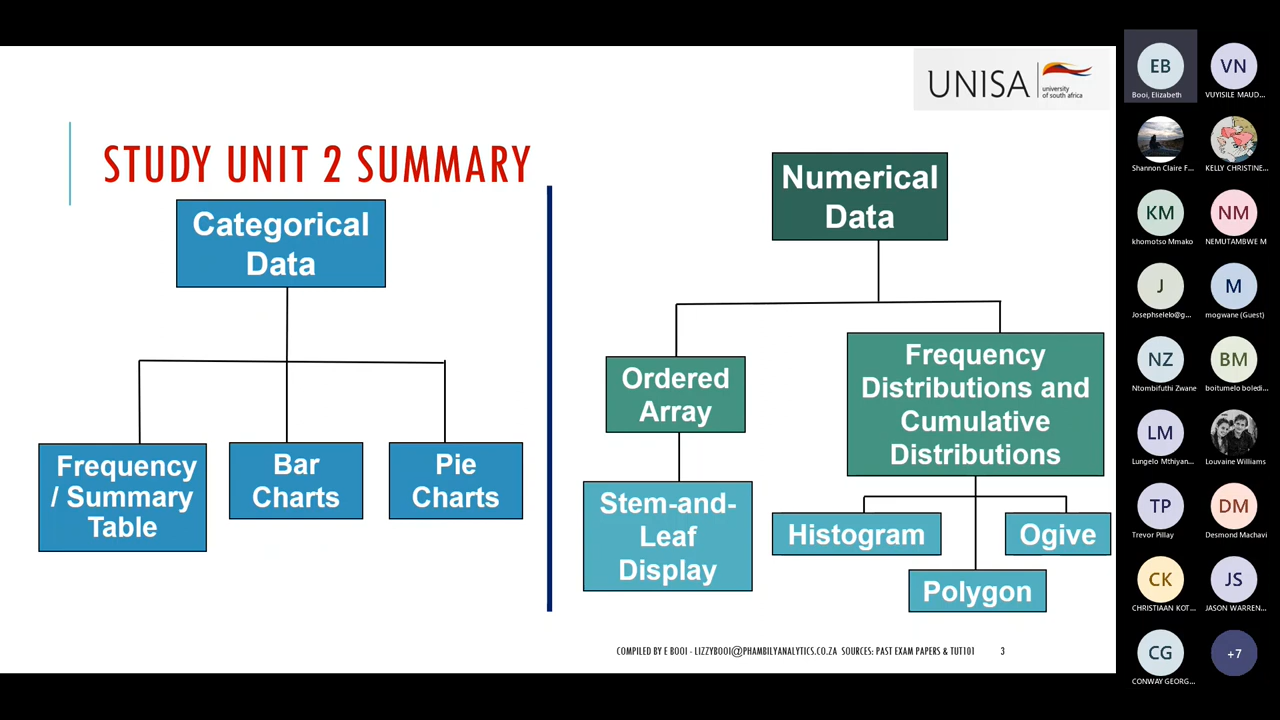 UNISA
university
of south africa
STUDY UNIT 2 SUMMARY
Categorical
Data
Frequency
/ Summary
Table
Bar
Charts
Pie
Charts
Numerical
Data
Ordered
Array
Stem-and-
Leaf
Display
Frequency
Distributions and
Cumulative
Distributions
Histogram
Polygon
Ogive
COMPILED BY E BOOI - LIZZYBOOI@PHAMBILYANALYTICS.CO.ZA SOURCES: PAST EXAM PAPERS & TUT101
3
EB
Booi, Elizabeth
VN
VUYISILE MAUD...
Shannon Claire F...
KELLY CHRISTINE...
KM
khomotso Mmako
NM
NEMUTAMBWE M
J
Josephselelo@g...
M
mogwane (Guest)
NZ
Ntombifuthi Zwane
BM
boitumelo boledi...
LM
Lungelo Mthiyan...
Louvaine Williams
TP
Trevor Pillay
DM
Desmond Machavi
CK
CHRISTIAAN KOT...
JS
JASON WARREN...
CG
CONWAY GEORG...
+7